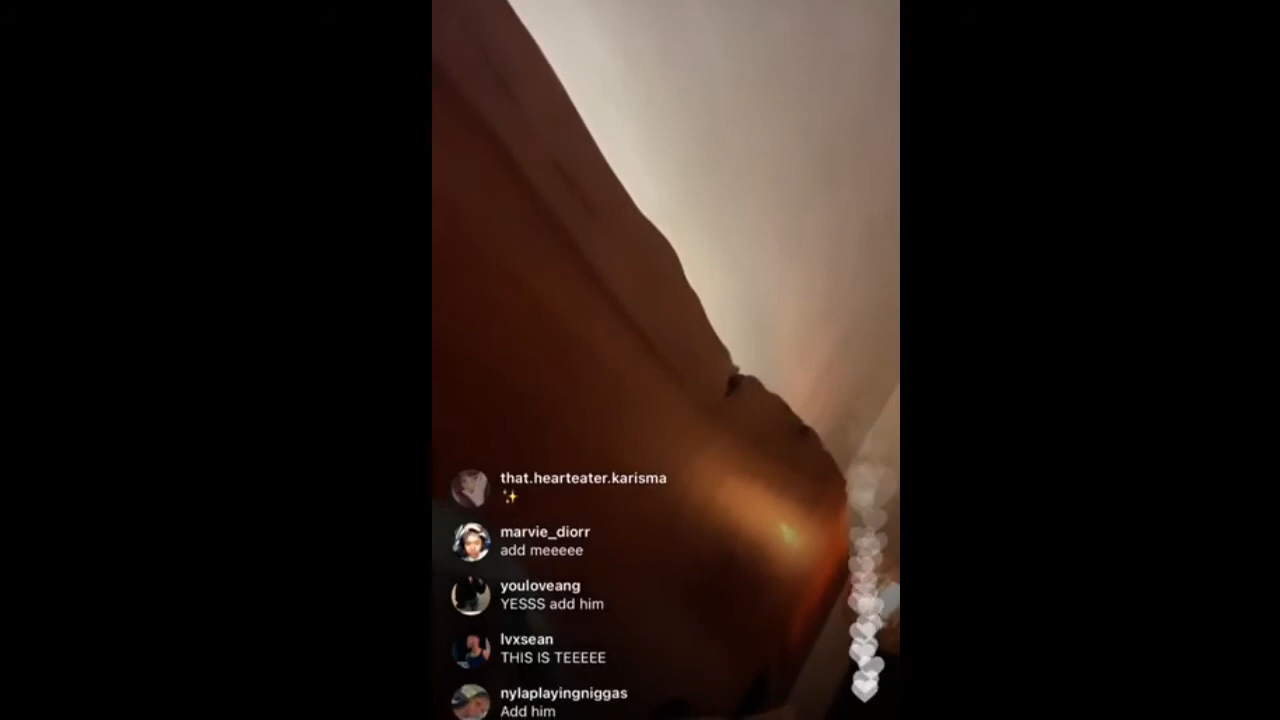 that.hearteater.karisma
✨
marvie_diorr
add meeeee
youloveang
YESSS add him
lvxsean
THIS IS TEEEEE
nylaplayingniggas
Add him